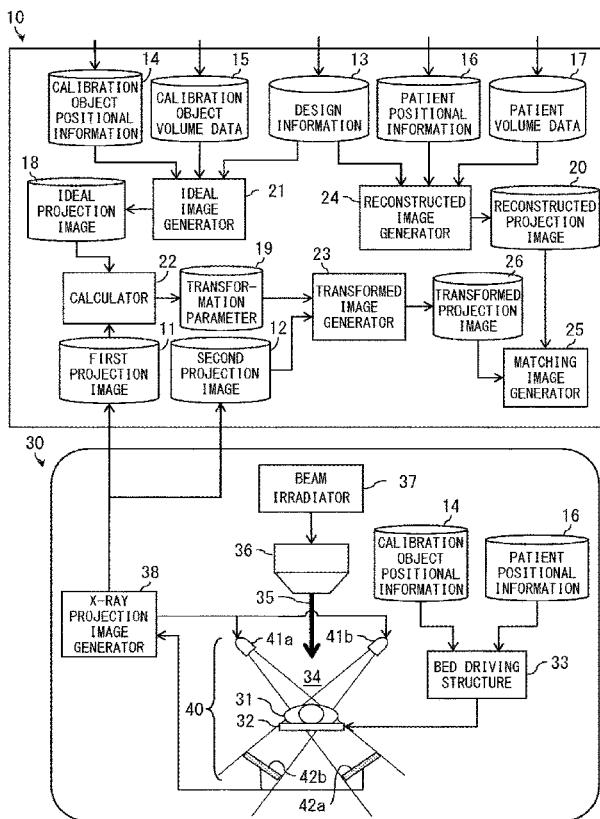 10
14
15
13
16
17
CALIBRATION
OBJECT
POSITIONAL
INFORMATION
CALIBRATION
OBJECT
VOLUME DATA
DESIGN
INFORMATION
PATIENT
POSITIONAL
INFORMATION
PATIENT
VOLUME DATA
18
IDEAL
PROJECTION
IMAGE
IDEAL
IMAGE
GENERATOR
21
24
RECONSTRUCTED
IMAGE
GENERATOR
20
RECONSTRUCTED
PROJECTION
IMAGE
22
CALCULATOR
19
TRANSFOR-
MATION
PARAMETER
23
TRANSFORMED
IMAGE
GENERATOR
26
TRANSFORMED
PROJECTION
IMAGE
11
FIRST
PROJECTION
IMAGE
12
SECOND
PROJECTION
IMAGE
25
MATCHING
IMAGE
GENERATOR
30
BEAM
IRRADIATOR
37
36
14
CALIBRATION
OBJECT
POSITIONAL
INFORMATION
16
PATIENT
POSITIONAL
INFORMATION
38
X-RAY
PROJECTION
IMAGE
GENERATOR
35
41a
41b
34
40
31
32
BED DRIVING
STRUCTURE
33
42b
42a